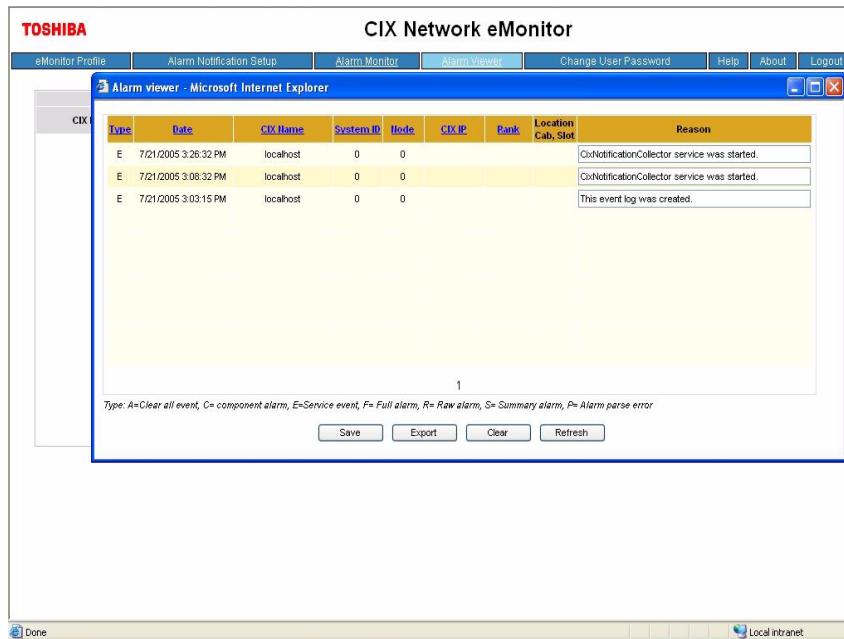 TOSHIBA
CIX Network eMonitor
eMonitor Profile Alarm Notification Setup Alarm Monitor Alarm Viewer Change User Password Help About Logout
Alarm viewer - Microsoft Internet Explorer
CIX
Type Date CIX Name System ID Node CIX IP Rank Location Cab, Slot Reason
E 7/21/2005 3:26:32 PM localhost 0 0 CixNotificationCollector service was started.
E 7/21/2005 3:08:32 PM localhost 0 0 CixNotificationCollector service was started.
E 7/21/2005 3:03:15 PM localhost 0 0 This event log was created.
1
Type: A=Clear all event, C= component alarm, E=Service event, F= Full alarm, R= Raw alarm, S= Summary alarm, P= Alarm parse error
Save Export Clear Refresh
Done Local intranet